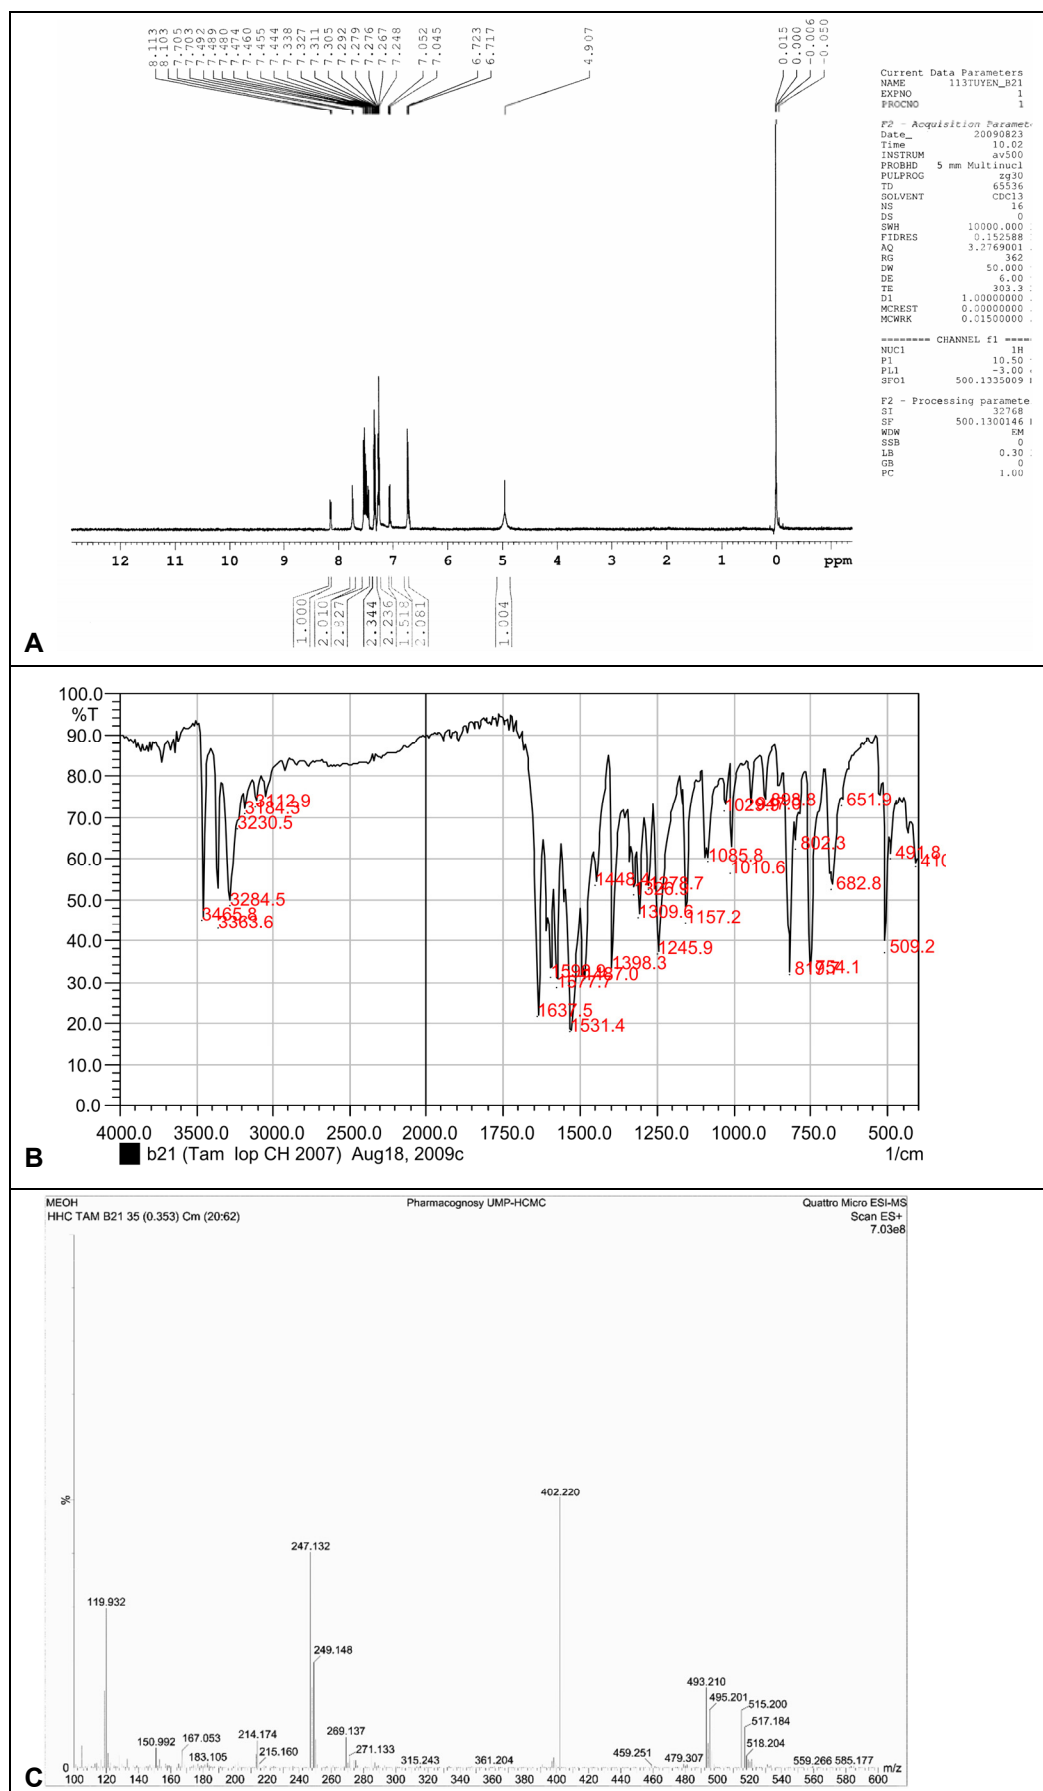 8.113
8.103
7.705
7.703
7.492
7.489
7.480
7.474
7.460
7.455
7.444
7.338
7.327
7.311
7.305
7.292
7.279
7.276
7.267
7.248
7.052
7.045
6.723
6.717
4.907
0.015
0.000
-0.006
-0.050
Current Data Parameters
NAME 113TUYEN_B21
EXPNO 1
PROCNO 1
F2 - Acquisition Paramet
Date_ 20090823
Time 10.02
INSTRUM av500
PROBHD 5 mm Multinucl
PULPROG zg30
TD 65536
SOLVENT CDCl3
NS 16
DS 0
SWH 10000.000
FIDRES 0.152588
AQ 3.2769001
RG 362
DW 50.000
DE 6.00
TE 303.3
D1 1.00000000
MCREST 0.00000000
MCWRK 0.01500000
======== CHANNEL f1 ====
NUC1 1H
P1 10.50
PL1 -3.00
SFO1 500.1335009
F2 - Processing paramete
SI 32768
SF 500.1300146
WDW EM
SSB 0
LB 0.30
GB 0
PC 1.00
12 11 10 9 8 7 6 5 4 3 2 1 0 ppm
1.000
2.010
2.827
2.344
2.236
1.518
2.081
1.004
A
100.0
%T
90.0
80.0
70.0
60.0
50.0
40.0
30.0
20.0
10.0
0.0
3465.8
3363.6
3284.5
3230.5
3184.3
3112.9
1637.5
1577.7
1531.4
1487.0
1448.4
1398.3
1326.9
1309.6
1278.7
1245.9
1157.2
1085.8
1029.9
1010.6
898.8
802.3
819.7
754.1
682.8
651.9
509.2
491.8
410
4000.0 3500.0 3000.0 2500.0 2000.0 1750.0 1500.0 1250.0 1000.0 750.0 500.0
b21 (Tam lop CH 2007) Aug18, 2009c 1/cm
B
MEOH Pharmacognosy UMP-HCMC Quattro Micro ESI-MS
HHC TAM B21 35 (0.353) Cm (20:62) Scan ES+
7.03e8
%
402.220
247.132
119.932
249.148
493.210
495.201
515.200
517.184
518.204
214.174
269.137
150.992
167.053
183.105
215.160
271.133
315.243
361.204
459.251
479.307
559.266
585.177
0
100 120 140 160 180 200 220 240 260 280 300 320 340 360 380 400 420 440 460 480 500 520 540 560 580 600 m/z
C